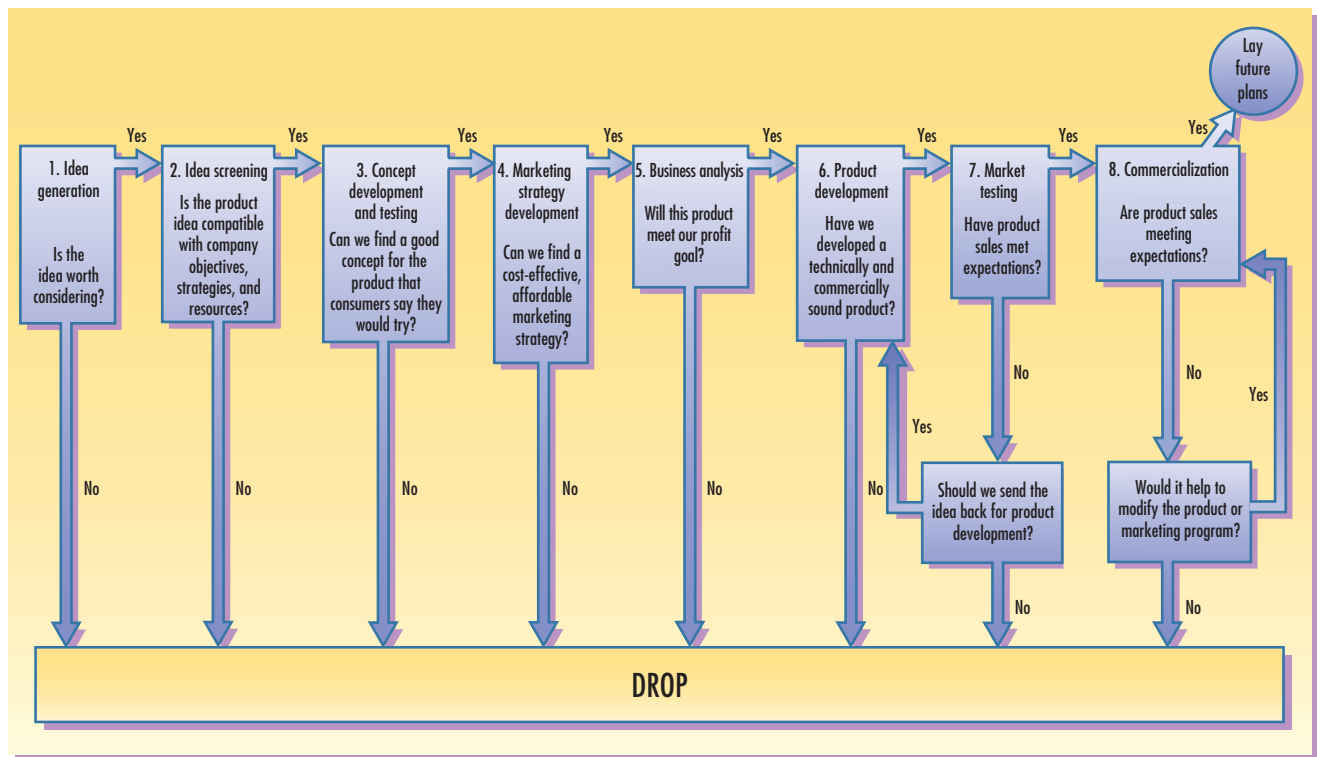 Lay
future
plans
Yes
Yes
Yes
Yes
Yes
Yes
Yes
Yes
1. Idea
generation
Is the
idea worth
considering?
2. Idea screening
Is the product
idea compatible
with company
objectives,
strategies, and
resources?
3. Concept
development
and testing
Can we find a good
concept for the
product that
consumers say they
would try?
4. Marketing
strategy
development
Can we find a
cost-effective,
affordable
marketing
strategy?
5. Business analysis
Will this product
meet our profit
goal?
6. Product
development
Have we
developed a
technically and
commercially
sound product?
7. Market
testing
Have product
sales met
expectations?
8. Commercialization
Are product sales
meeting
expectations?
No
No
Yes
Yes
No
No
No
No
No
No
Should we send the
idea back for product
development?
Would it help to
modify the product or
marketing program?
No
No
DROP